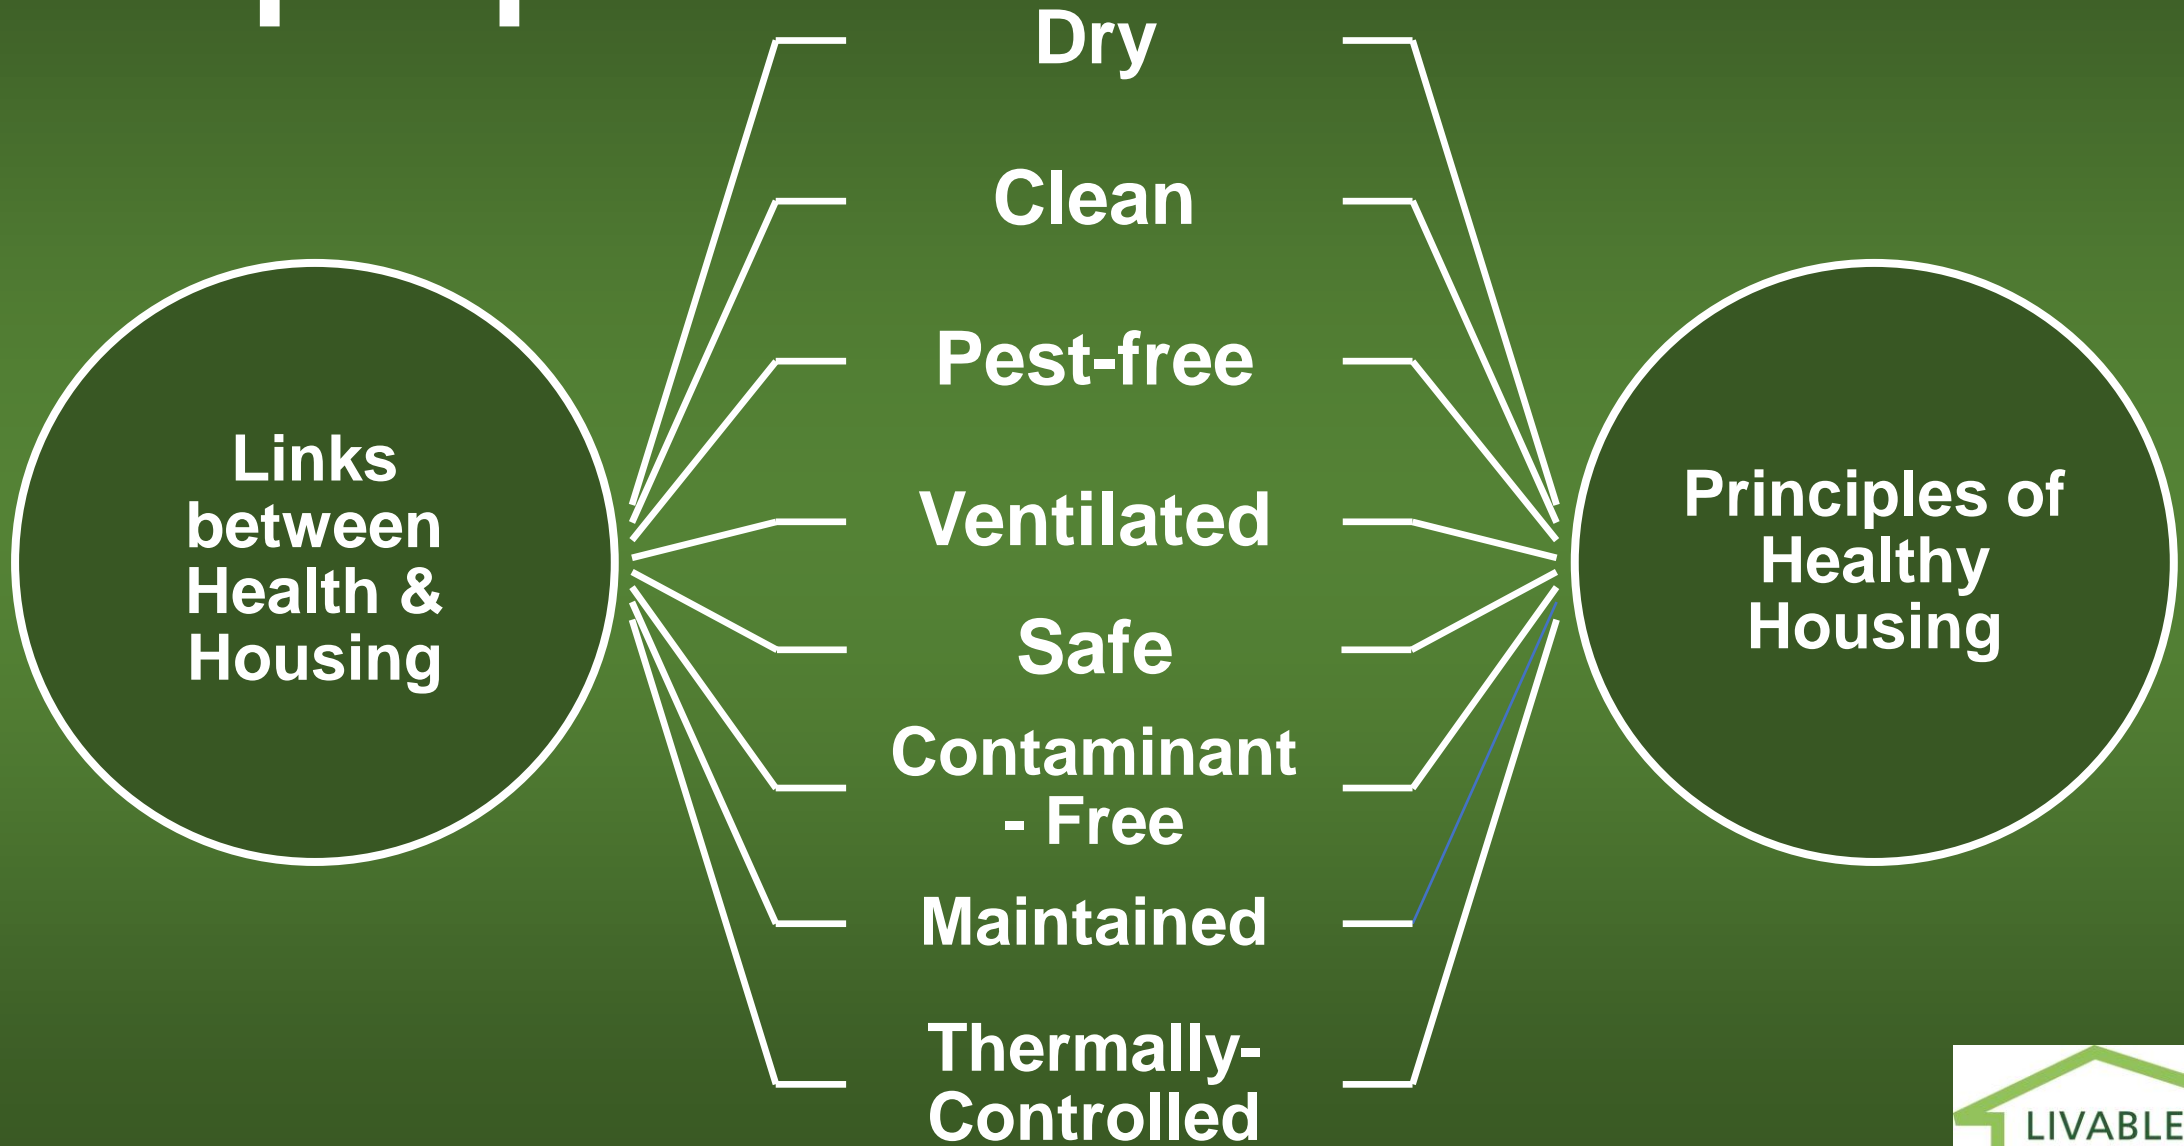 Dry
Clean
Pest-free
Ventilated
Safe
Contaminant
- Free
Maintained
Thermally-
Controlled
Links
between
Health &
Housing
Principles of
Healthy
Housing
LIVABLE